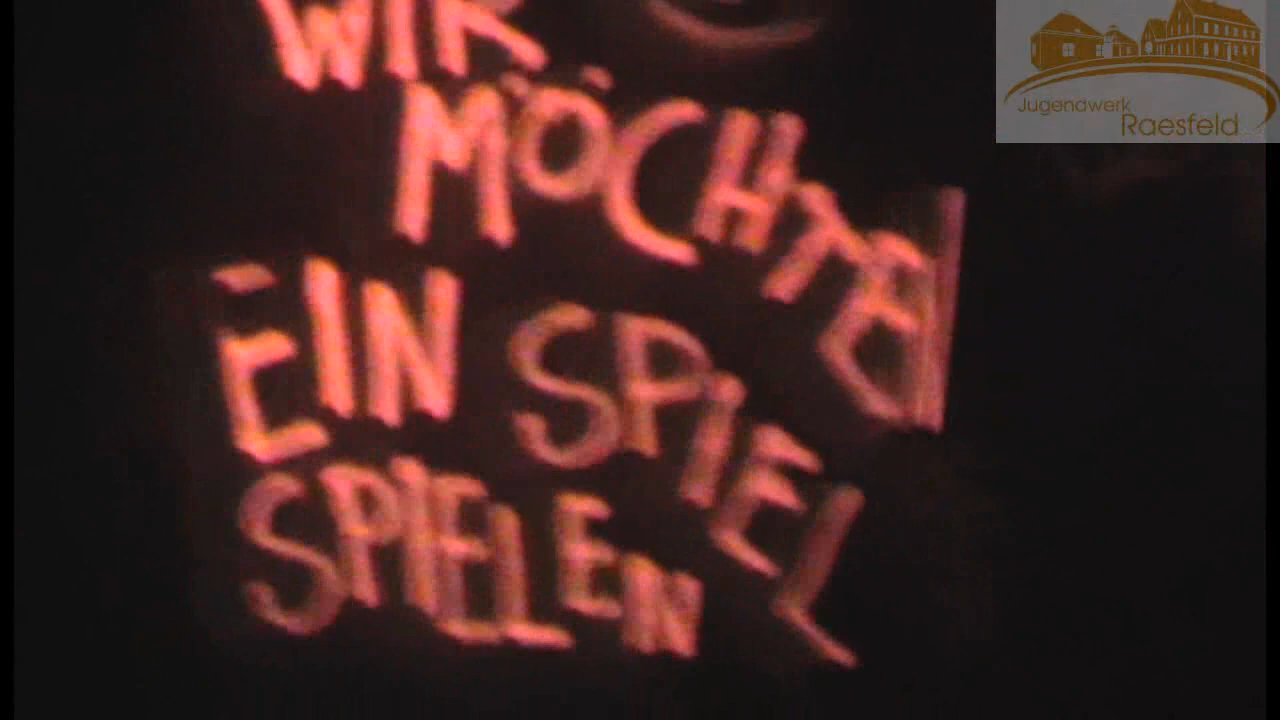 WIR
MÖCHTEN
EIN SPIEL
SPIELEN
Jugendwerk
Raesfeld